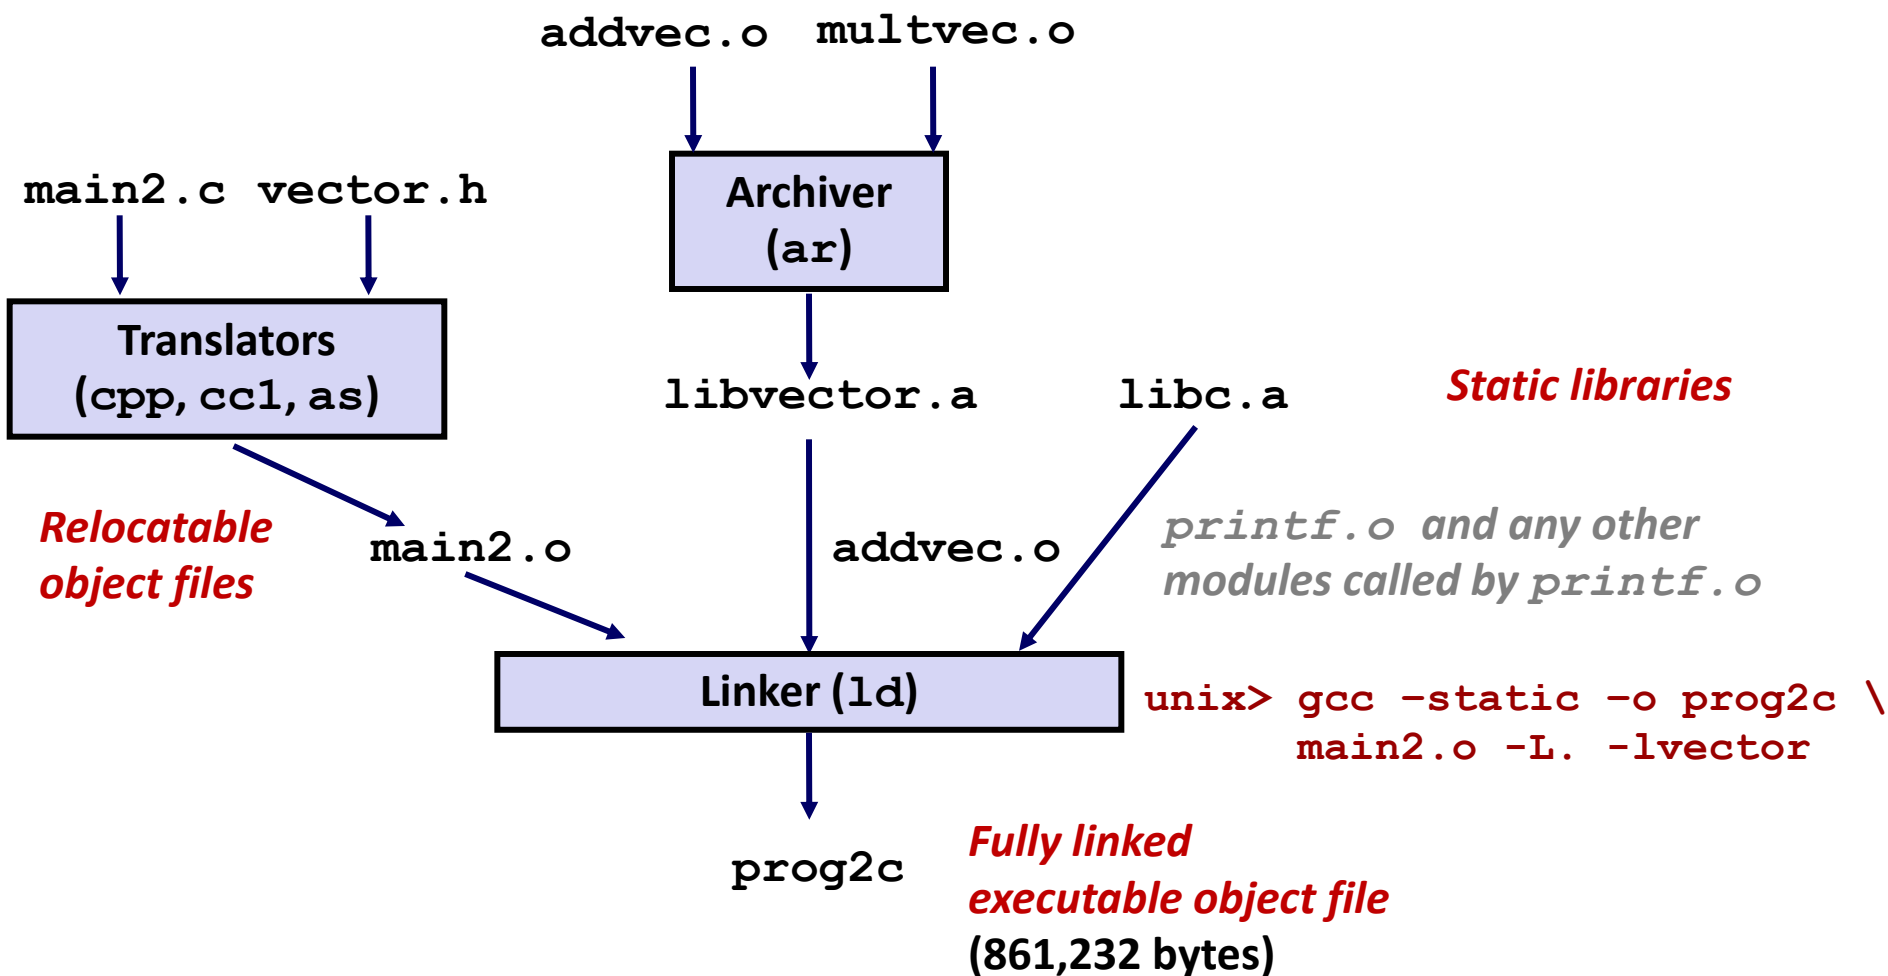 addvec.o multvec.o
main2.c vector.h
Archiver
(ar)
Translators
(cpp, cc1, as)
libvector.a
libc.a
Static libraries
Relocatable
object files
main2.o
addvec.o
printf.o and any other
modules called by printf.o
Linker (ld)
unix> gcc –static –o prog2c \
main2.o -L. -lvector
prog2c
Fully linked
executable object file
(861,232 bytes)